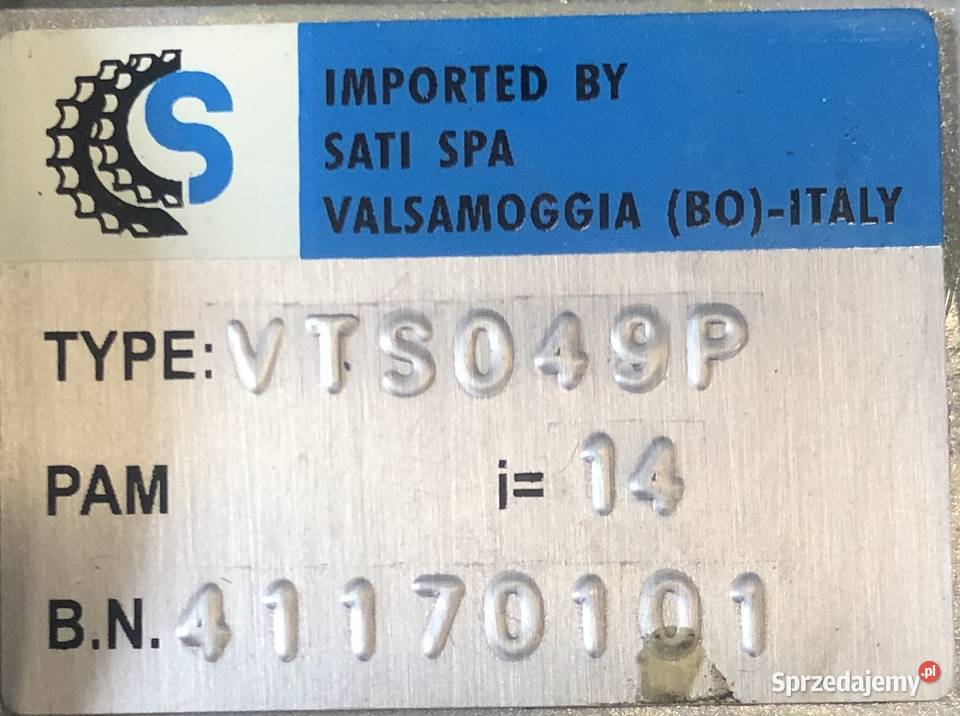 S
IMPORTED BY
SATI SPA
VALSAMOGGIA (BO)-ITALY
TYPE: VTS049P
PAM i= 14
B.N. 41170101
Sprzedajemy.pl